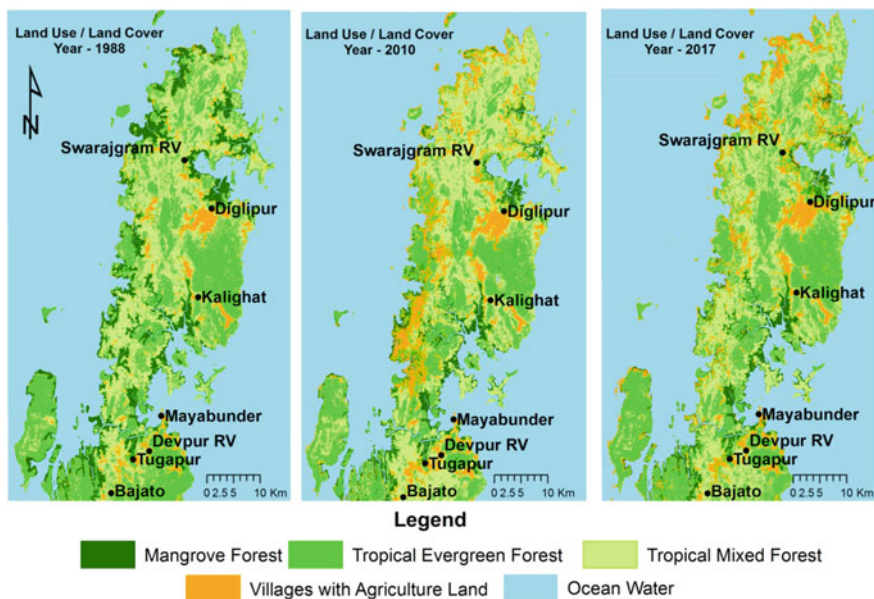 Land Use / Land Cover
Year - 1988
N
Swarajgram RV
Diglipur
Kalighat
Mayabunder
Devpur RV
Tugapur
Bajato
0 2.5 5 10 Km
Land Use / Land Cover
Year - 2010
Swarajgram RV
Diglipur
Kalighat
Mayabunder
Devpur RV
Tugapur
Bajato
0 2.5 5 10 Km
Land Use / Land Cover
Year - 2017
Swarajgram RV
Diglipur
Kalighat
Mayabunder
Devpur RV
Tugapur
Bajato
0 2.5 5 10 Km
Legend
Mangrove Forest
Tropical Evergreen Forest
Tropical Mixed Forest
Villages with Agriculture Land
Ocean Water